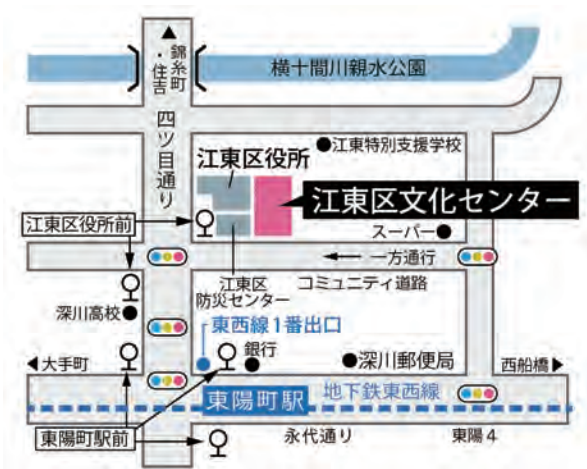 ▲錦糸町・住吉
横十間川親水公園
四ツ目通り
●江東特別支援学校
江東区役所
江東区文化センター
江東区役所前
スーパー●
←一方通行
江東区
防災センター
コミュニティ道路
深川高校●
東西線1番出口
銀行
●深川郵便局
◀大手町
西船橋▶
東陽町駅
地下鉄東西線
東陽町駅前
永代通り
東陽4